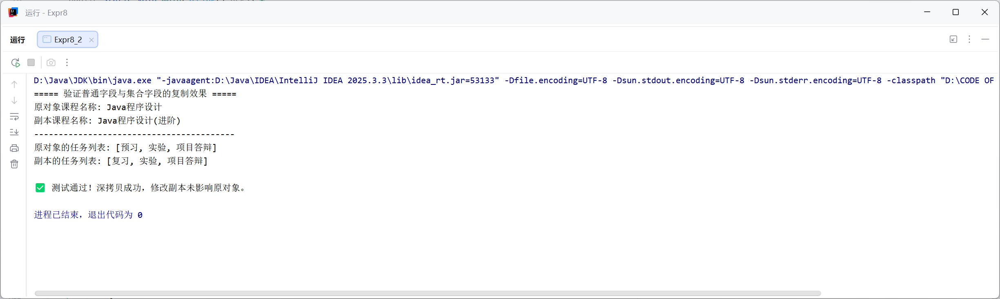 运行 - Expr8
运行 Expr8_2
D:\Java\JDK\bin\java.exe "-javaagent:D:\Java\IDEA\IntelliJ IDEA 2025.3.3\lib\idea_rt.jar=53133" -Dfile.encoding=UTF-8 -Dsun.stdout.encoding=UTF-8 -Dsun.stderr.encoding=UTF-8 -classpath "D:\CODE OF
===== 验证普通字段与集合字段的复制效果 =====
原对象课程名称: Java程序设计
副本课程名称: Java程序设计(进阶)
-----------------------------------------
原对象的任务列表: [预习, 实验, 项目答辩]
副本的任务列表: [复习, 实验, 项目答辩]
✅ 测试通过！深拷贝成功，修改副本未影响原对象。
进程已结束，退出代码为 0